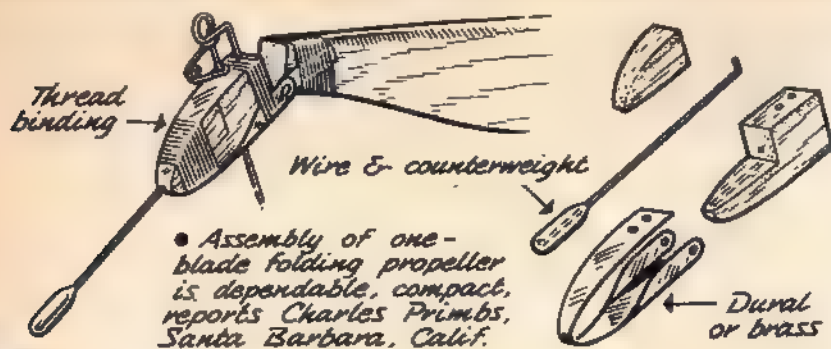 Thread
binding
Wire & counterweight
• Assembly of one-
blade folding propeller
is dependable, compact,
reports Charles Primbs,
Santa Barbara, Calif.
Dural
or brass